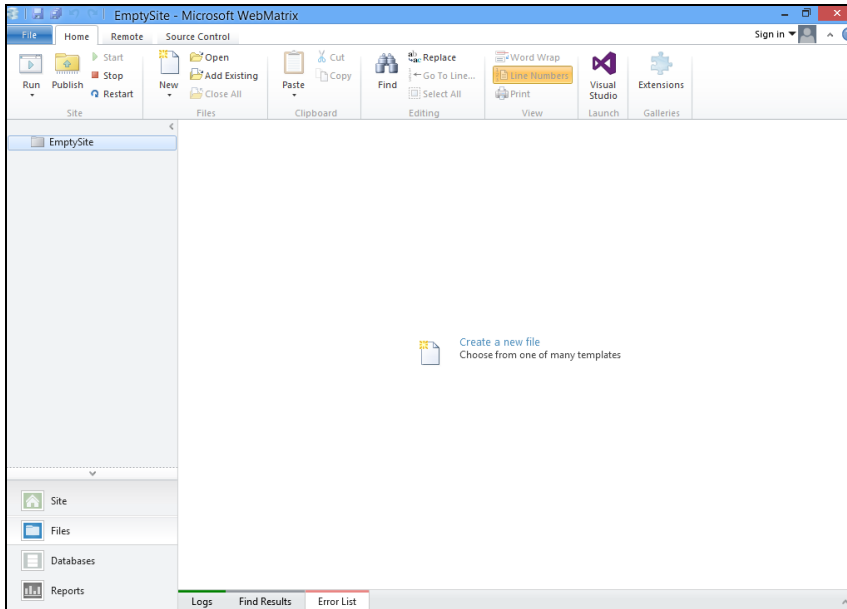 EmptySite - Microsoft WebMatrix
File Home Remote Source Control Sign in
Run
Publish
Start
Stop
Restart
Site
New
Open
Add Existing
Close All
Files
Paste
Cut
Copy
Clipboard
Find
ab Replace
ac
Go To Line...
Select All
Editing
Word Wrap
Line Numbers
Print
View
Visual
Studio
Launch
Extensions
Galleries
EmptySite
Create a new file
Choose from one of many templates
Site
Files
Databases
Reports
Logs Find Results Error List